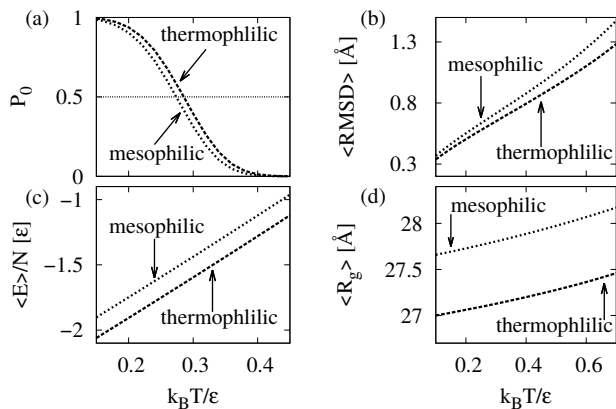 (a)
thermophlilic
mesophilic
P0
1
0.5
0
(b)
mesophilic
thermophlilic
<RMSD> [Å]
1.3
0.8
0.3
(c)
mesophilic
thermophlilic
<E>/N [ε]
−1
−1.5
−2
0.2
0.3
0.4
kBT/ε
(d)
mesophilic
thermophlilic
<Rg> [Å]
28
27.5
27
0.2
0.4
0.6
kBT/ε